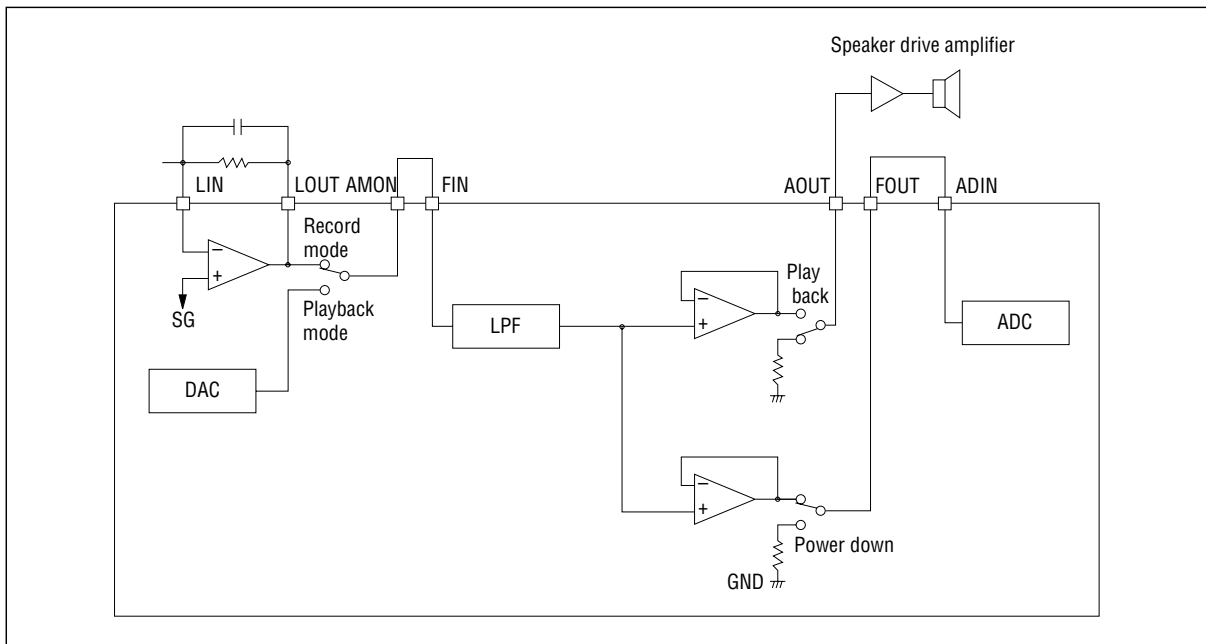 Speaker drive amplifier
LIN
LOUT
AMON
FIN
AOUT
FOUT
ADIN
Record
mode
−
+
SG
Playback
mode
DAC
LPF
−
+
Play
back
ADC
−
+
Power down
GND